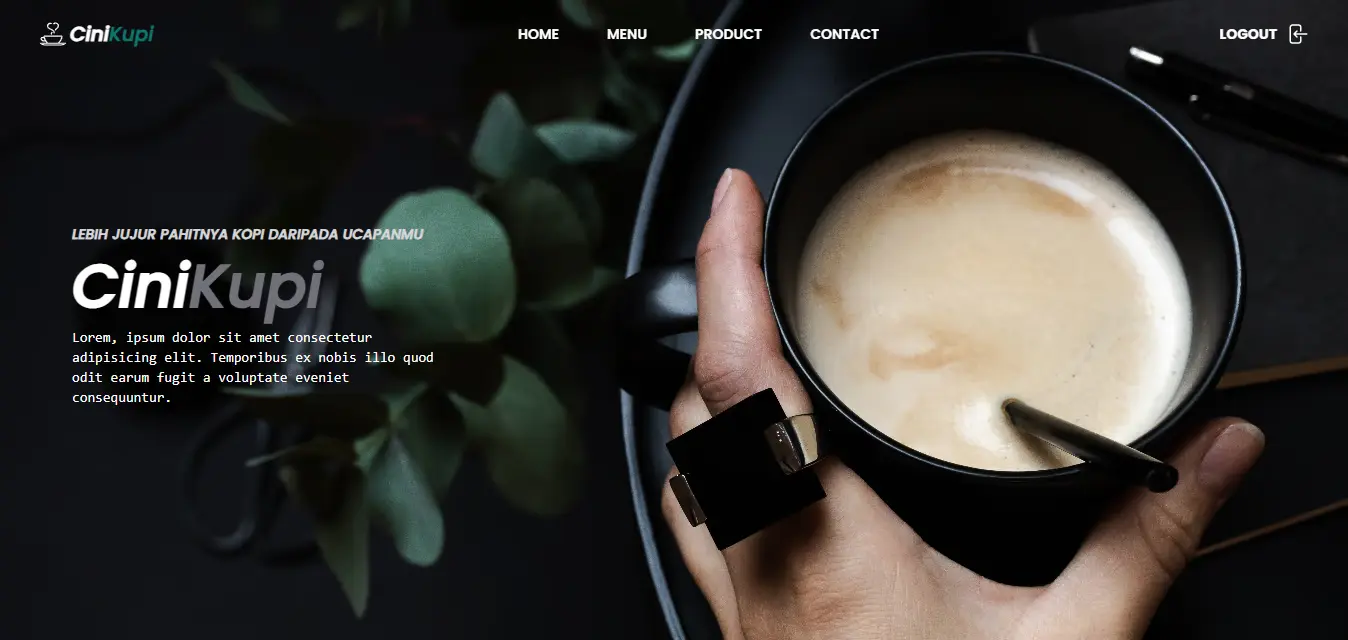 CiniKupi
HOME MENU PRODUCT CONTACT
LOGOUT
LEBIH JUJUR PAHITNYA KOPI DARIPADA UCAPANMU
CiniKupi
Lorem, ipsum dolor sit amet consectetur
adipisicing elit. Temporibus ex nobis illo quod
odit earum fugit a voluptate eveniet
consequuntur.